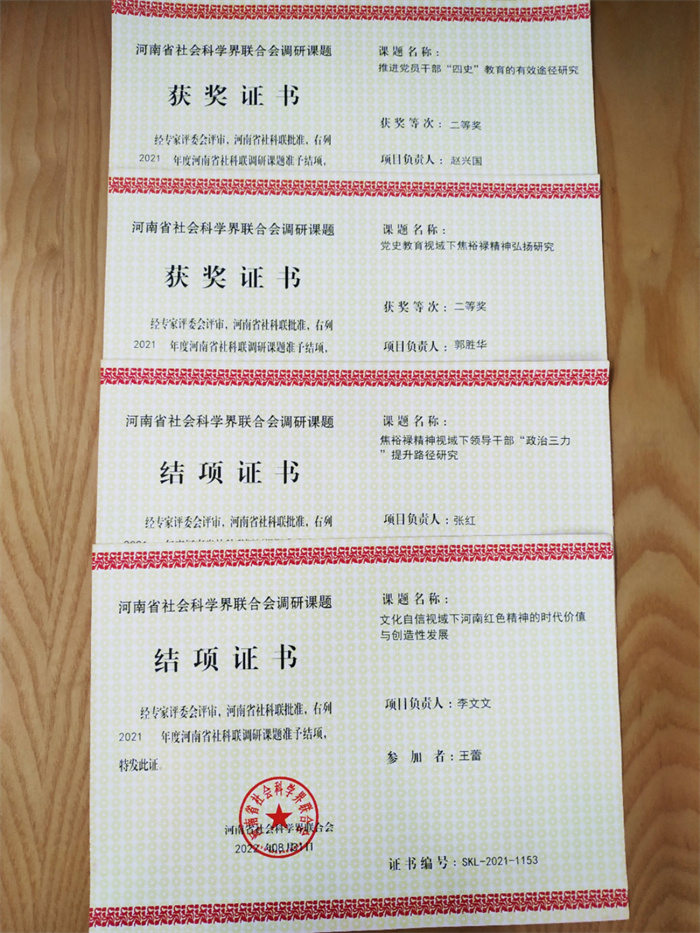 河南省社会科学界联合会调研课题
获奖证书
经专家评委会评审，河南省社科联批准，右列
2021 年度河南省社科联调研课题准予结项，
课题名称：
推进党员干部“四史”教育的有效途径研究
获奖等次：二等奖
项目负责人：赵兴国
河南省社会科学界联合会调研课题
获奖证书
经专家评委会评审，河南省社科联批准，右列
2021 年度河南省社科联调研课题准予结项，
课题名称：
党史教育视域下焦裕禄精神弘扬研究
获奖等次：二等奖
项目负责人：郭胜华
河南省社会科学界联合会调研课题
结项证书
经专家评委会评审，河南省社科联批准，右列
课题名称：
焦裕禄精神视域下领导干部“政治三力
”提升路径研究
项目负责人：张红
河南省社会科学界联合会调研课题
结项证书
经专家评委会评审，河南省社科联批准，右列
2021 年度河南省社科联调研课题准予结项，
特发此证。
河南省社会科学界联合会
河南省社会科学界联合会
课题名称：
文化自信视域下河南红色精神的时代价值
与创造性发展
项目负责人：李文文
参加者：王蕾
证书编号：SKL-2021-1153